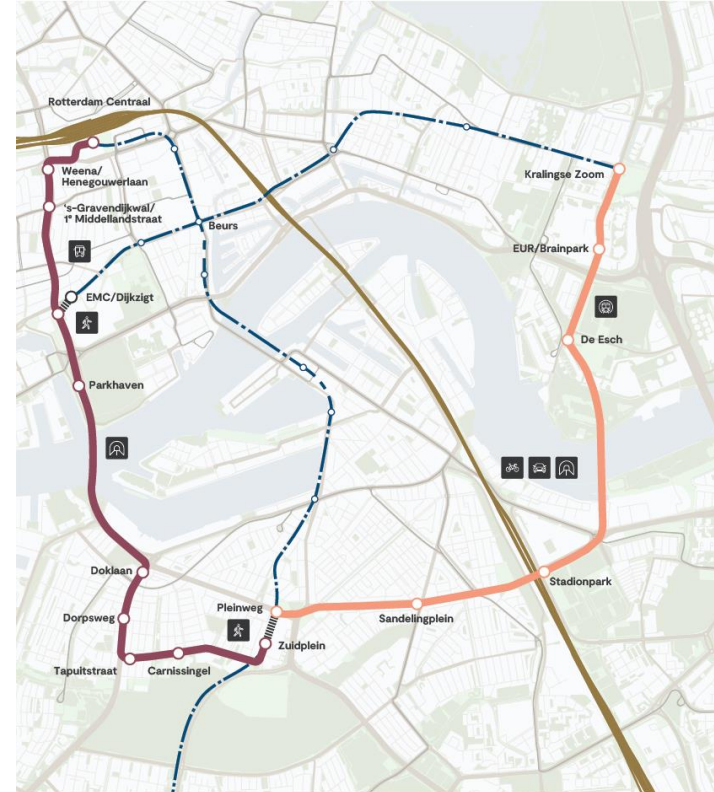 Rotterdam Centraal
Weena/
Henegouwerlaan
Kralingse Zoom
's-Gravendijkwal/
1e Middellandstraat
Beurs
EUR/Brainpark
EMC/Dijkzigt
De Esch
Parkhaven
Doklaan
Stadionpark
Pleinweg
Dorpsweg
Sandelingplein
Zuidplein
Tapuitstraat
Carnissingel